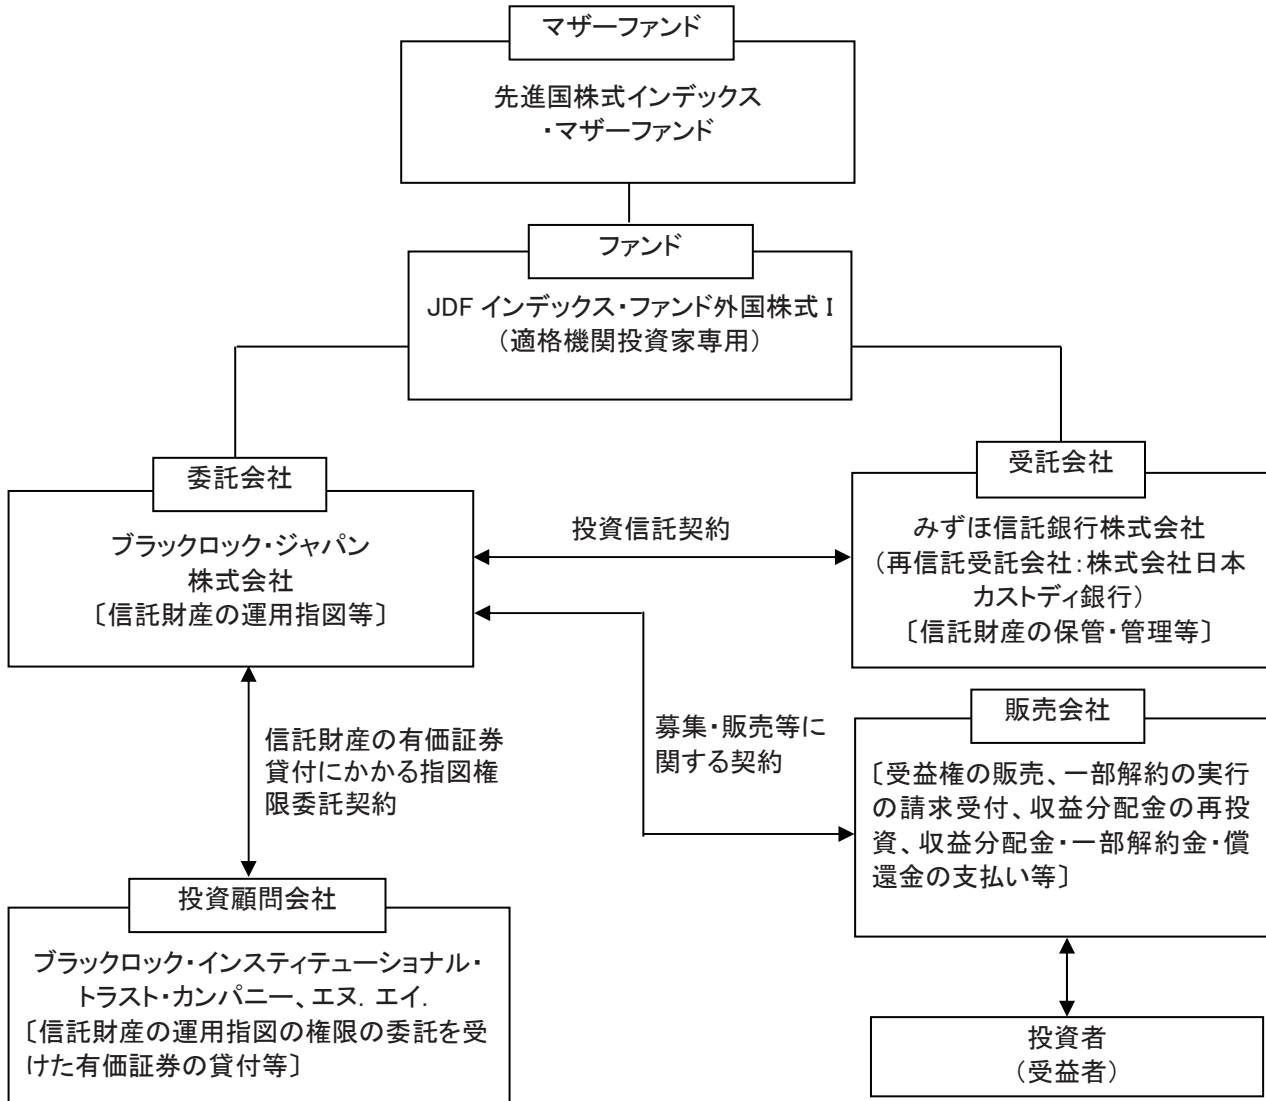 マザーファンド
先進国株式インデックス
・マザーファンド
ファンド
JDF インデックス・ファンド外国株式 I
（適格機関投資家専用）
委託会社
ブラックロック・ジャパン
株式会社
〔信託財産の運用指図等〕
投資信託契約
受託会社
みずほ信託銀行株式会社
（再信託受託会社：株式会社日本
カストディ銀行）
〔信託財産の保管・管理等〕
信託財産の有価証券
貸付にかかる指図権
限委託契約
募集・販売等に
関する契約
販売会社
〔受益権の販売、一部解約の実行
の請求受付、収益分配金の再投
資、収益分配金・一部解約金・償
還金の支払い等〕
投資顧問会社
ブラックロック・インスティテューショナル・
トラスト・カンパニー、エヌ．エイ．
〔信託財産の運用指図の権限の委託を受
けた有価証券の貸付等〕
投資者
（受益者）